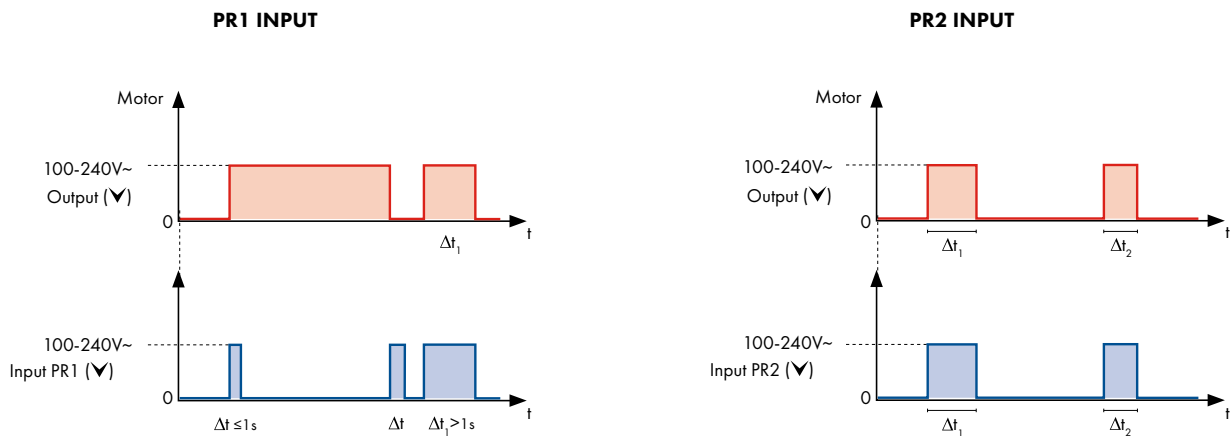 PR1 INPUT
Motor
100-240V~
Output (⮟)
0
t
Δt₁
100-240V~
Input PR1 (⮟)
0
t
Δt ≤1s
Δt
Δt₁>1s
PR2 INPUT
Motor
100-240V~
Output (⮟)
0
t
Δt₁
Δt₂
100-240V~
Input PR2 (⮟)
0
t
Δt₁
Δt₂